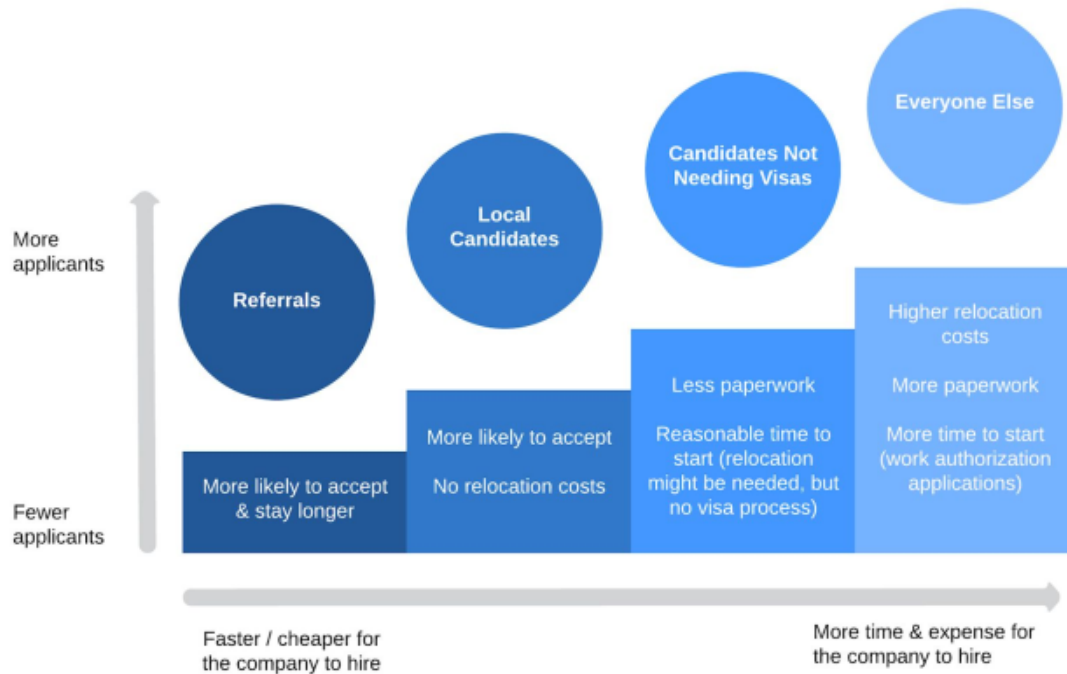 Everyone Else
Candidates Not
Needing Visas
Local
Candidates
Referrals
More
applicants
Fewer
applicants
More likely to accept
& stay longer
More likely to accept
No relocation costs
Less paperwork
Reasonable time to
start (relocation
might be needed, but
no visa process)
Higher relocation
costs
More paperwork
More time to start
(work authorization
applications)
Faster / cheaper for
the company to hire
More time & expense for
the company to hire